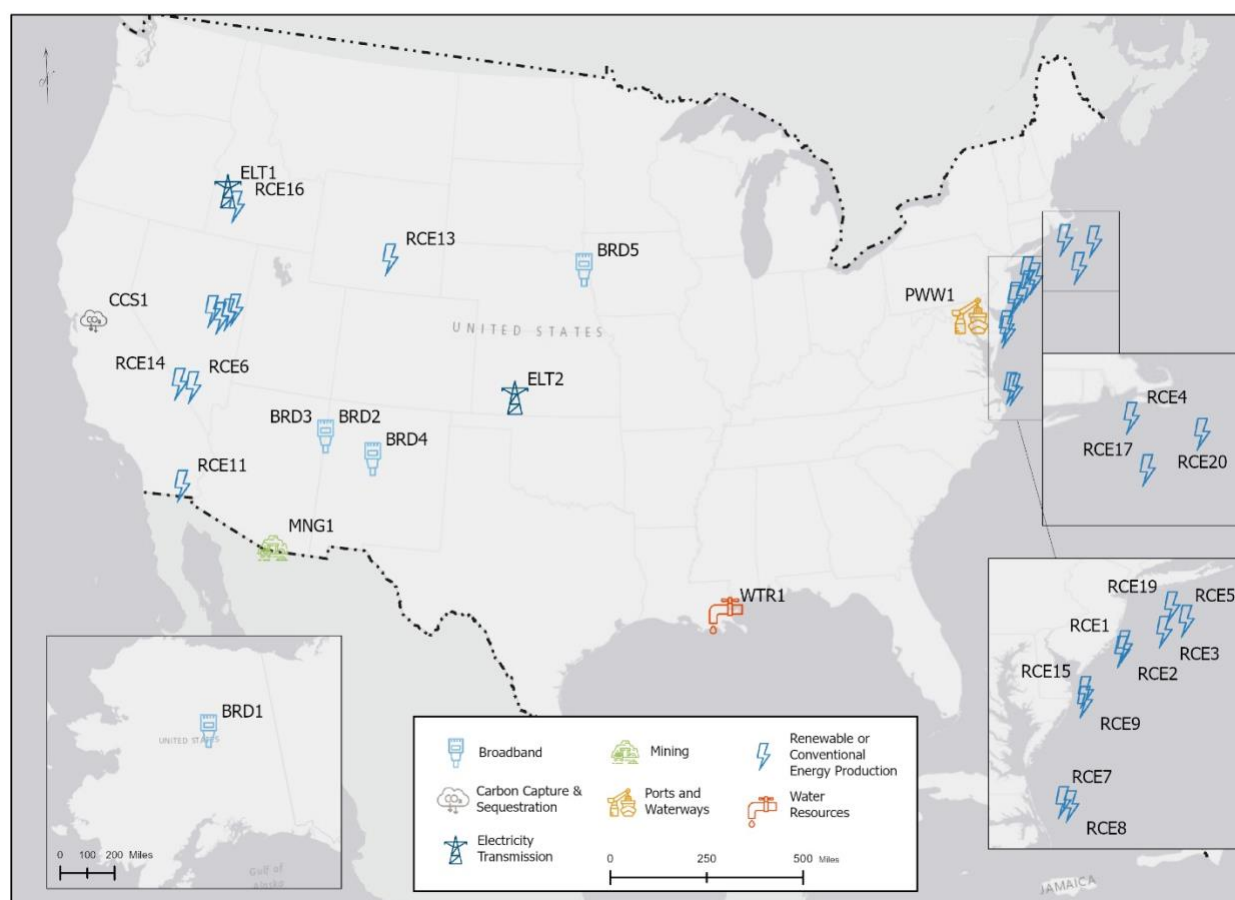 ELT1
RCE16
RCE13
BRD5
CCS1
PWW1
UNITED STATES
RCE14
RCE6
ELT2
RCE4
BRD3
BRD2
BRD4
RCE17
RCE20
RCE11
MNG1
WTR1
RCE19
RCE5
RCE1
RCE3
RCE2
RCE15
RCE9
RCE7
RCE8
BRD1
UNITED STATES
0 100 200 Miles
Gulf of
Alaska
Broadband
Mining
Renewable or
Conventional
Energy Production
Carbon Capture &
Sequestration
CO₂
Ports and
Waterways
Water
Resources
Electricity
Transmission
0 250 500 Miles
JAMAICA